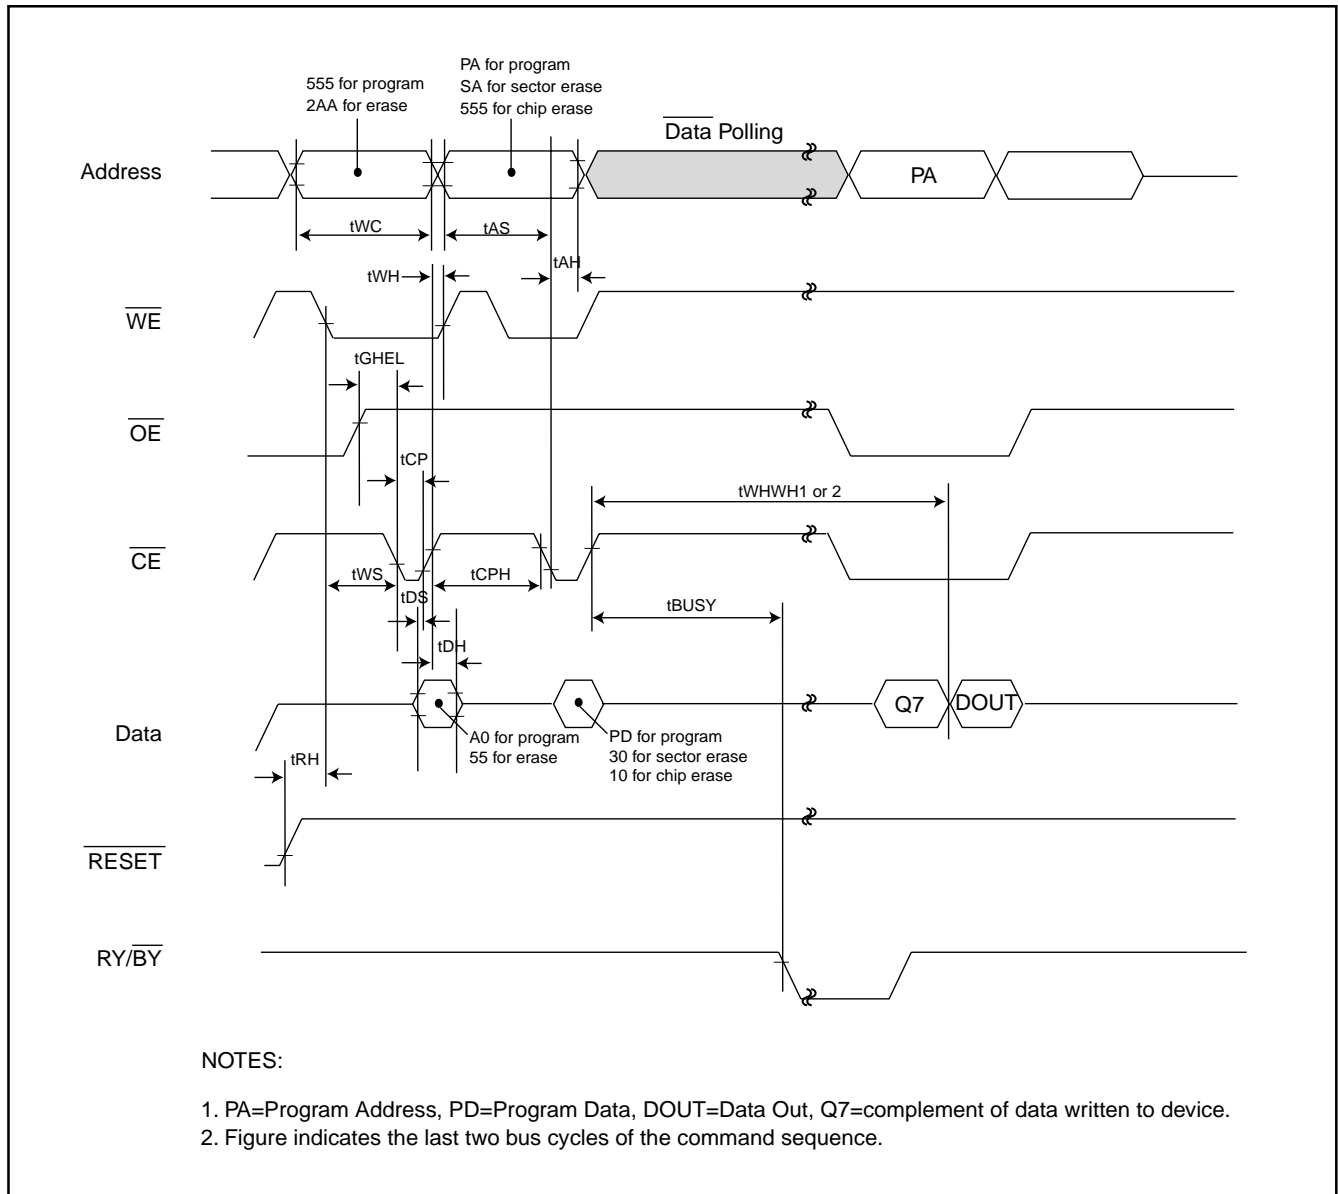 555 for program
2AA for erase
PA for program
SA for sector erase
555 for chip erase
Data Polling
Address
PA
tWC
tAS
tWH
tAH
WE
tGHEL
OE
tCP
tWHWH1 or 2
CE
tWS
tCPH
tDS
tBUSY
tDH
Data
Q7
DOUT
A0 for program
55 for erase
PD for program
30 for sector erase
10 for chip erase
tRH
RESET
RY/BY
NOTES:
1. PA=Program Address, PD=Program Data, DOUT=Data Out, Q7=complement of data written to device.
2. Figure indicates the last two bus cycles of the command sequence.